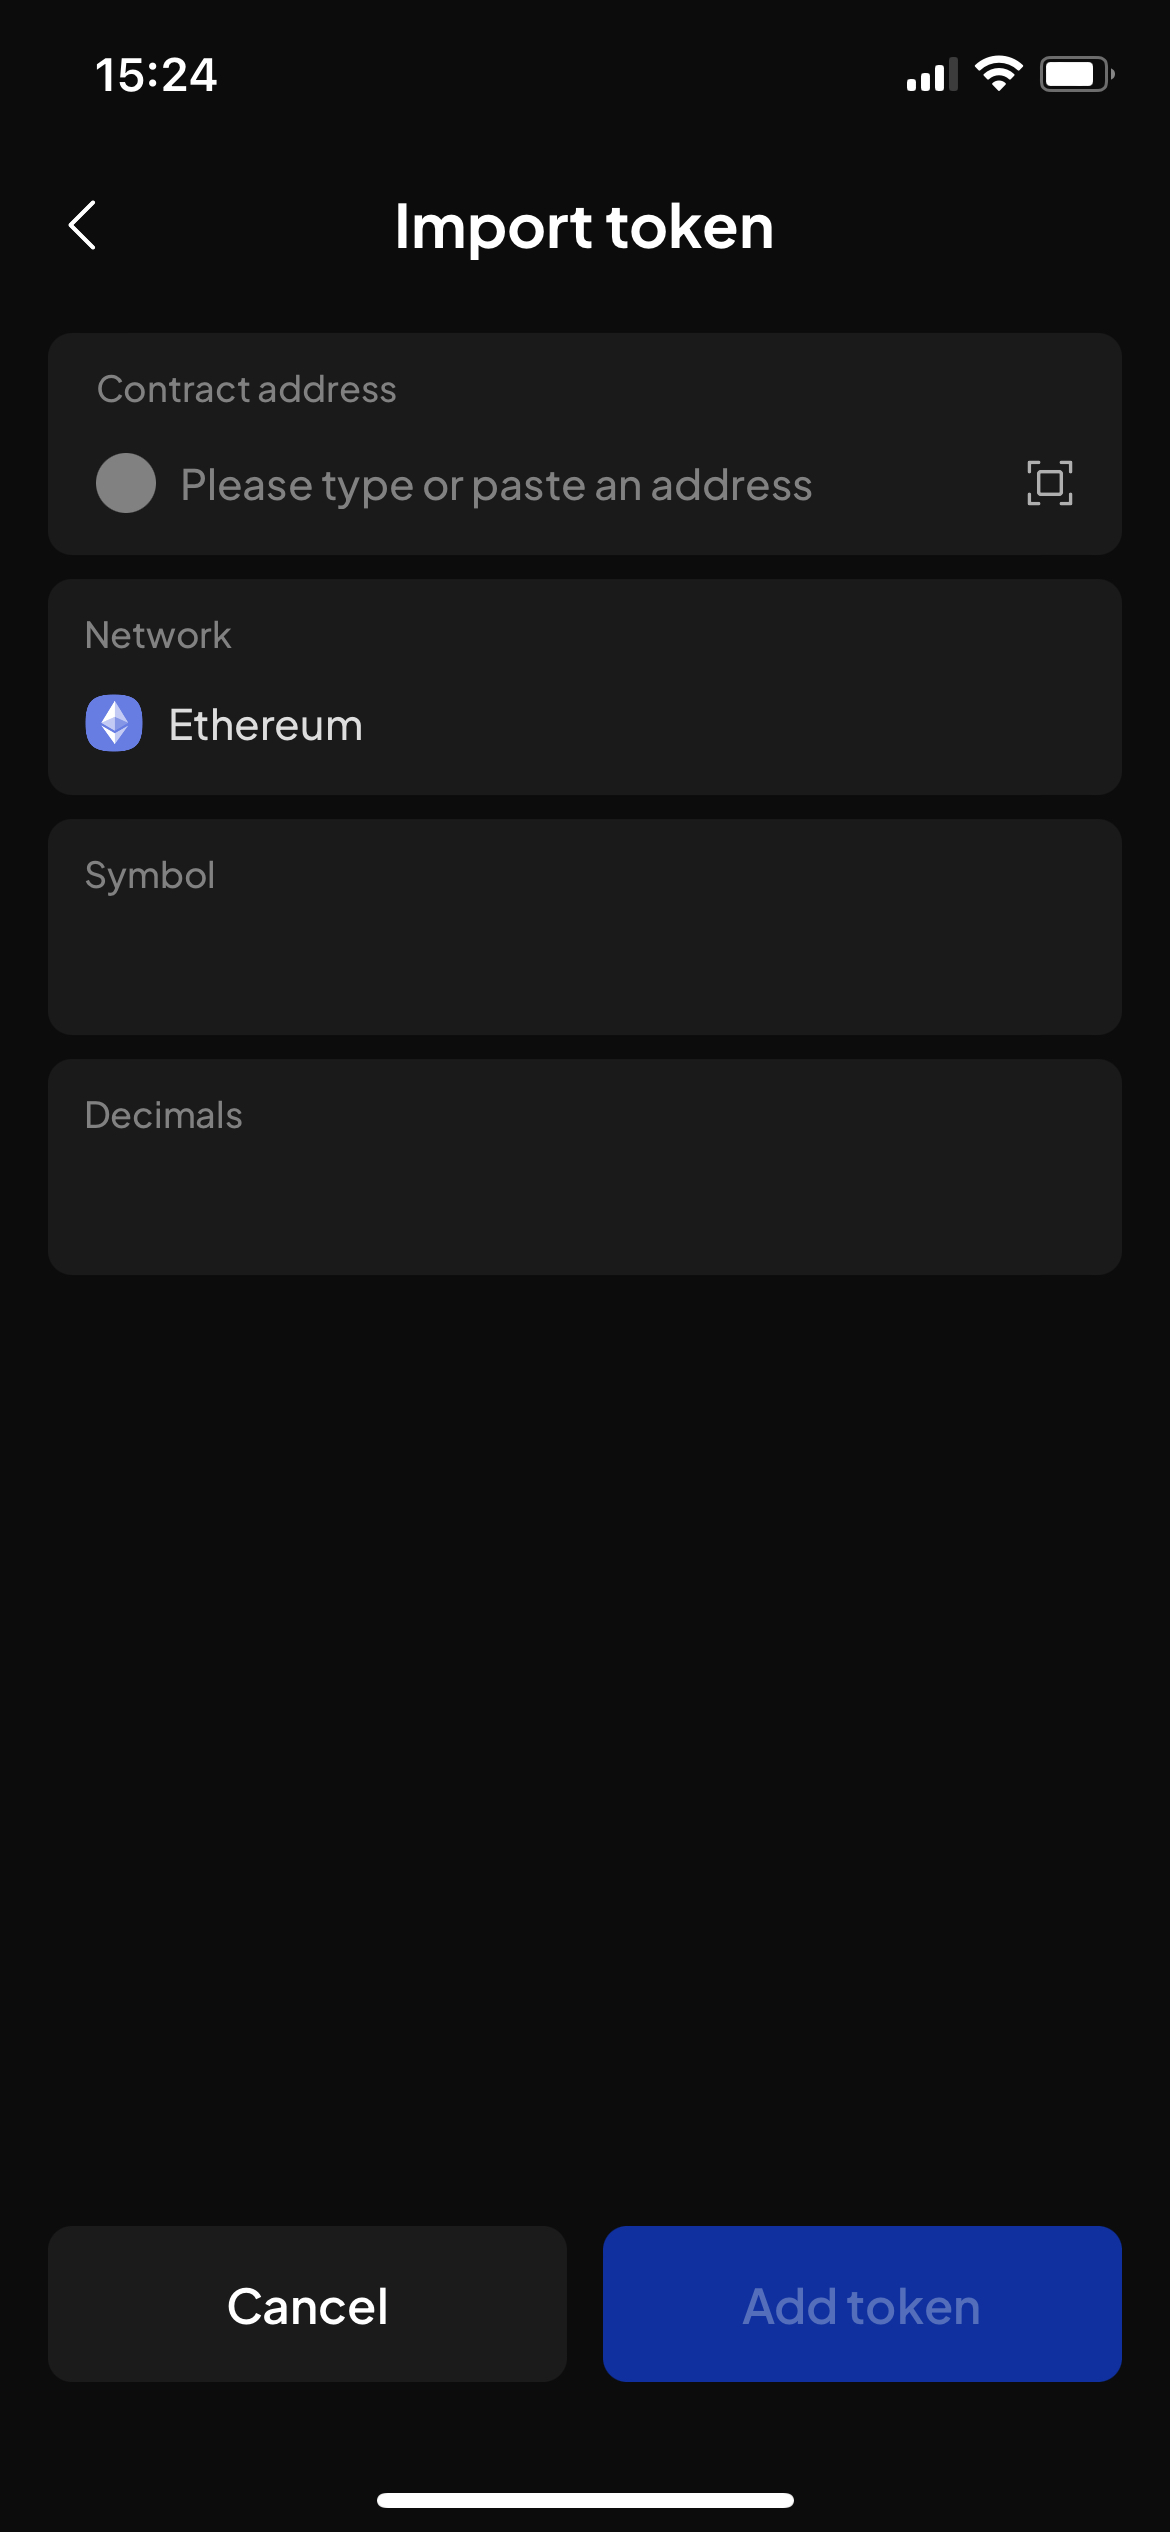 15:24
Import token
Contract address
Please type or paste an address
Network
Ethereum
Symbol
Decimals
Cancel
Add token